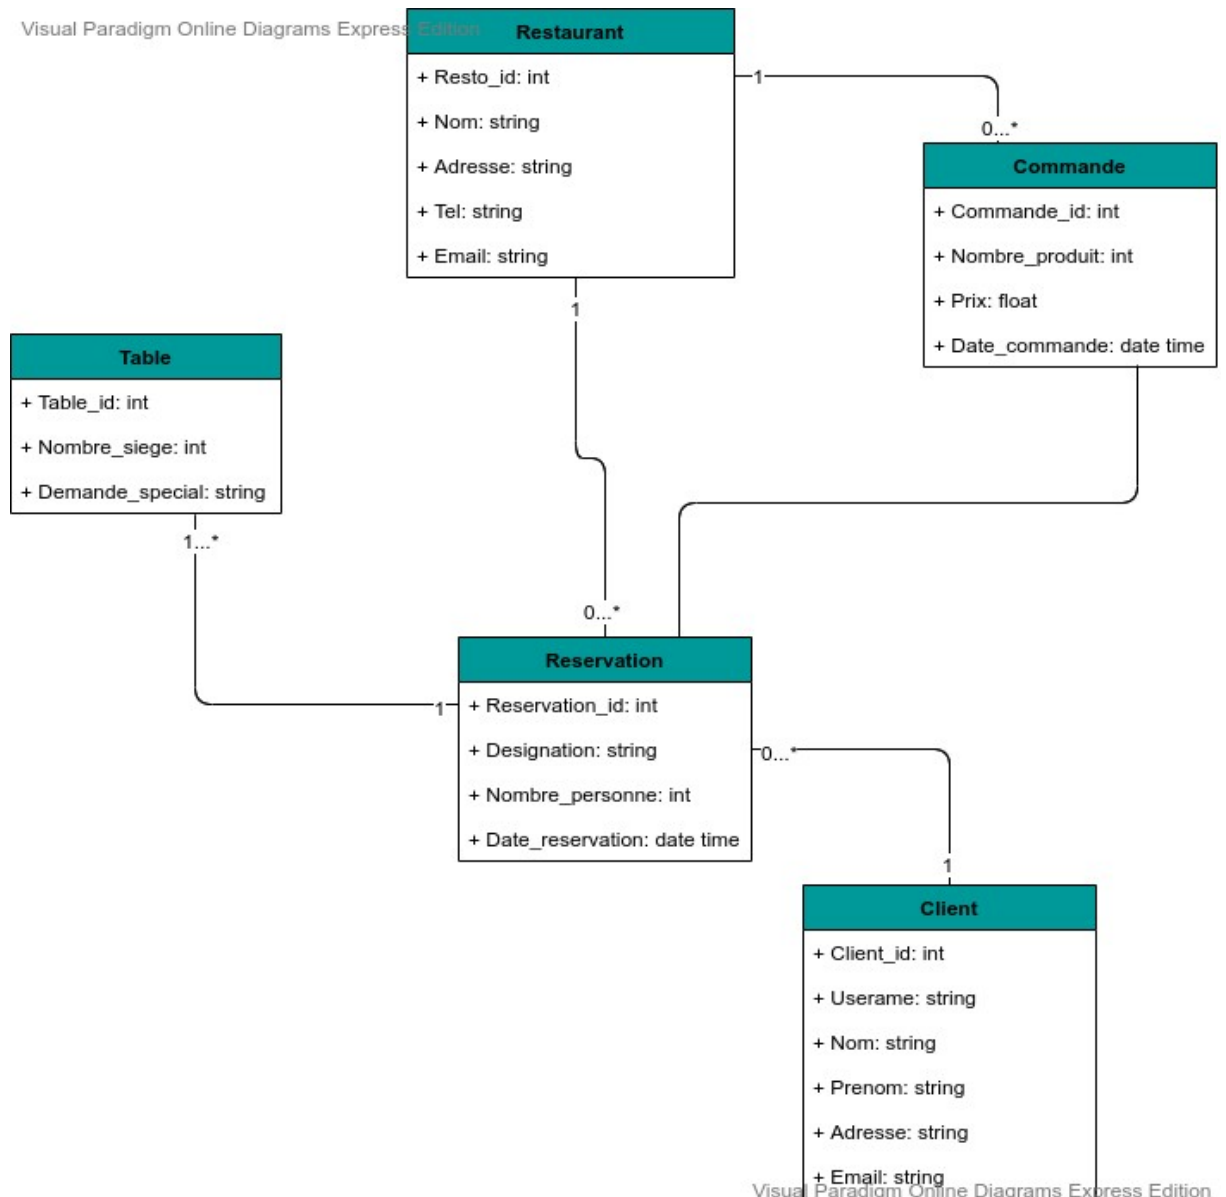 Visual Paradigm Online Diagrams Express Edition
Restaurant
+ Resto_id: int
+ Nom: string
+ Adresse: string
+ Tel: string
+ Email: string
1
0...*
Commande
+ Commande_id: int
+ Nombre_produit: int
+ Prix: float
+ Date_commande: date time
1
Table
+ Table_id: int
+ Nombre_siege: int
+ Demande_special: string
1...*
0...*
Reservation
+ Reservation_id: int
+ Designation: string
+ Nombre_personne: int
+ Date_reservation: date time
1
0...*
1
Client
+ Client_id: int
+ Userame: string
+ Nom: string
+ Prenom: string
+ Adresse: string
+ Email: string
Visual Paradigm Online Diagrams Express Edition